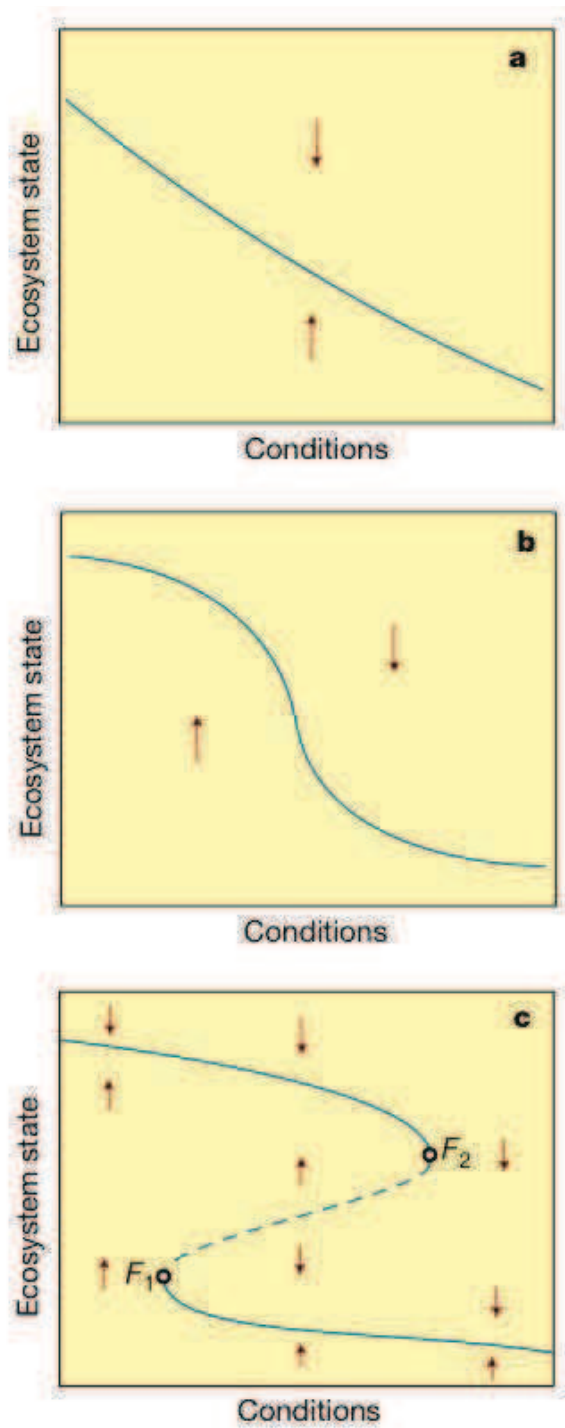 a
Ecosystem state
Conditions
b
Ecosystem state
Conditions
c
F2
F1
Ecosystem state
Conditions